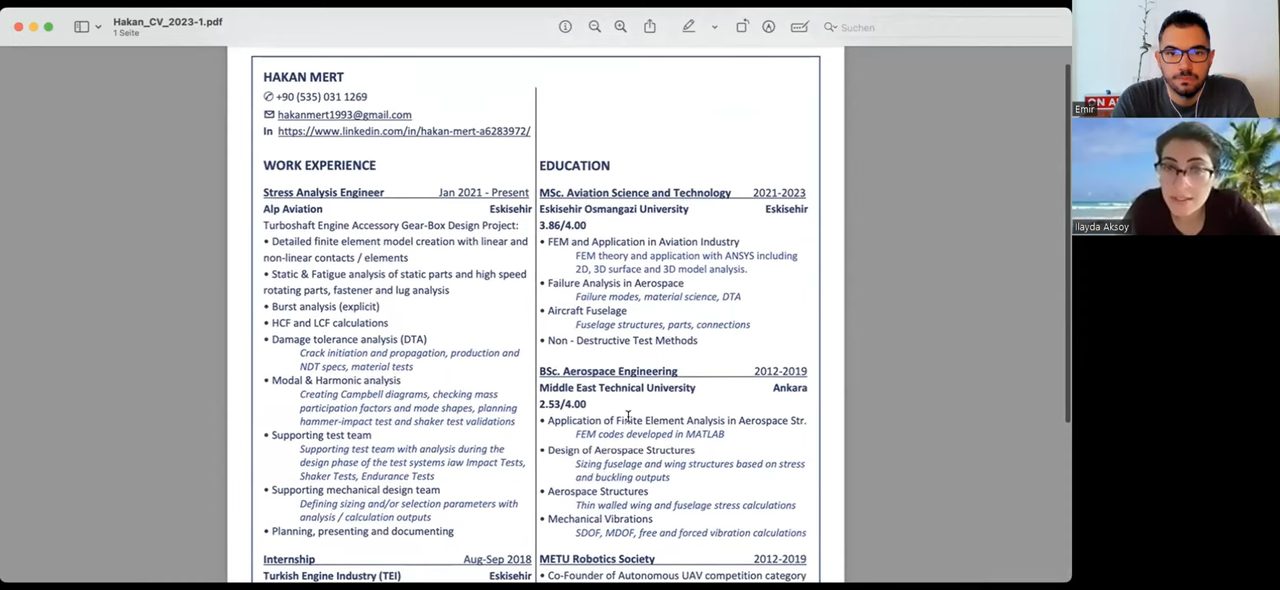 Hakan_CV_2023-1.pdf
1 Seite
Suchen
HAKAN MERT
+90 (535) 031 1269
hakanmert1993@gmail.com
In https://www.linkedin.com/in/hakan-mert-a6283972/
WORK EXPERIENCE
Stress Analysis Engineer Jan 2021 - Present
Alp Aviation Eskisehir
Turboshaft Engine Accessory Gear-Box Design Project:
• Detailed finite element model creation with linear and
non-linear contacts / elements
• Static & Fatigue analysis of static parts and high speed
rotating parts, fastener and lug analysis
• Burst analysis (explicit)
• HCF and LCF calculations
• Damage tolerance analysis (DTA)
Crack initiation and propagation, production and
NDT specs, material tests
• Modal & Harmonic analysis
Creating Campbell diagrams, checking mass
participation factors and mode shapes, planning
hammer-impact test and shaker test validations
• Supporting test team
Supporting test team with analysis during the
design phase of the test systems iaw Impact Tests,
Shaker Tests, Endurance Tests
• Supporting mechanical design team
Defining sizing and/or selection parameters with
analysis / calculation outputs
• Planning, presenting and documenting
Internship Aug-Sep 2018
Turkish Engine Industry (TEI) Eskisehir
EDUCATION
MSc. Aviation Science and Technology 2021-2023
Eskisehir Osmangazi University Eskisehir
3.86/4.00
• FEM and Application in Aviation Industry
FEM theory and application with ANSYS including
2D, 3D surface and 3D model analysis.
• Failure Analysis in Aerospace
Failure modes, material science, DTA
• Aircraft Fuselage
Fuselage structures, parts, connections
• Non - Destructive Test Methods
BSc. Aerospace Engineering 2012-2019
Middle East Technical University Ankara
2.53/4.00
• Application of Finite Element Analysis in Aerospace Str.
FEM codes developed in MATLAB
• Design of Aerospace Structures
Sizing fuselage and wing structures based on stress
and buckling outputs
• Aerospace Structures
Thin walled wing and fuselage stress calculations
• Mechanical Vibrations
SDOF, MDOF, free and forced vibration calculations
METU Robotics Society 2012-2019
• Co-Founder of Autonomous UAV competition category
ON A
Emir
Ilayda Aksoy